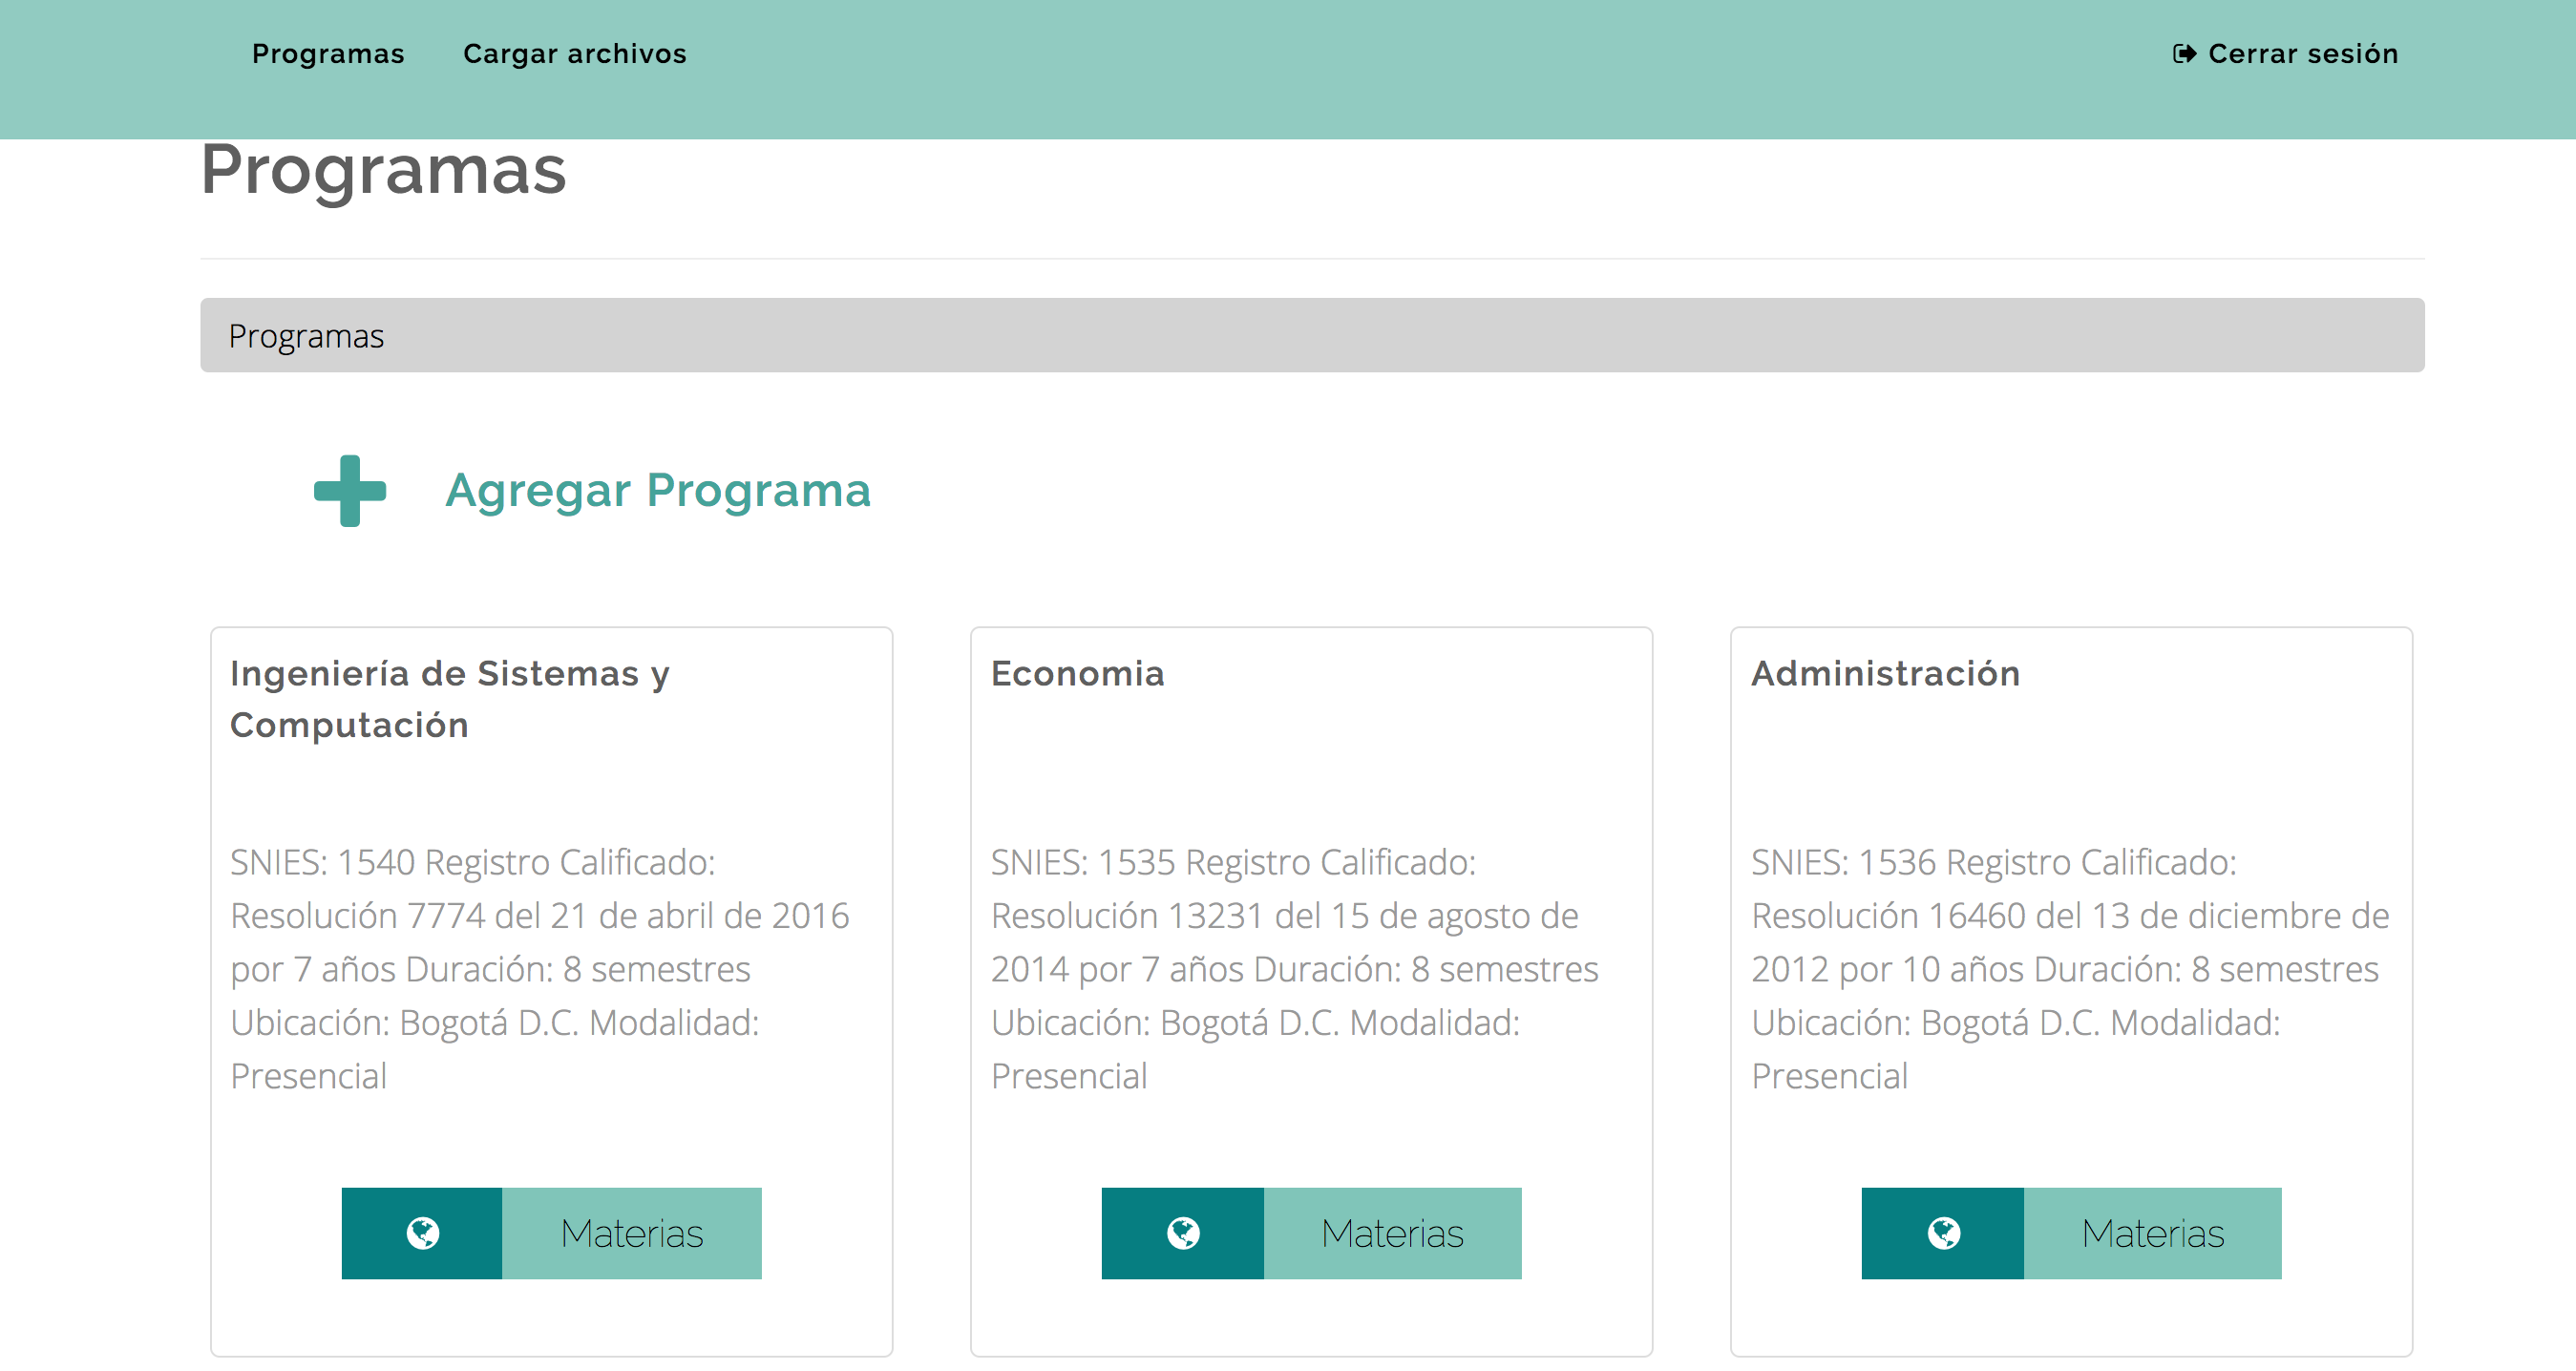 Programas
Cargar archivos
Cerrar sesión
Programas
Programas
Agregar Programa
Ingeniería de Sistemas y
Computación
SNIES: 1540 Registro Calificado:
Resolución 7774 del 21 de abril de 2016
por 7 años Duración: 8 semestres
Ubicación: Bogotá D.C. Modalidad:
Presencial
Materias
Economia
SNIES: 1535 Registro Calificado:
Resolución 13231 del 15 de agosto de
2014 por 7 años Duración: 8 semestres
Ubicación: Bogotá D.C. Modalidad:
Presencial
Materias
Administración
SNIES: 1536 Registro Calificado:
Resolución 16460 del 13 de diciembre de
2012 por 10 años Duración: 8 semestres
Ubicación: Bogotá D.C. Modalidad:
Presencial
Materias